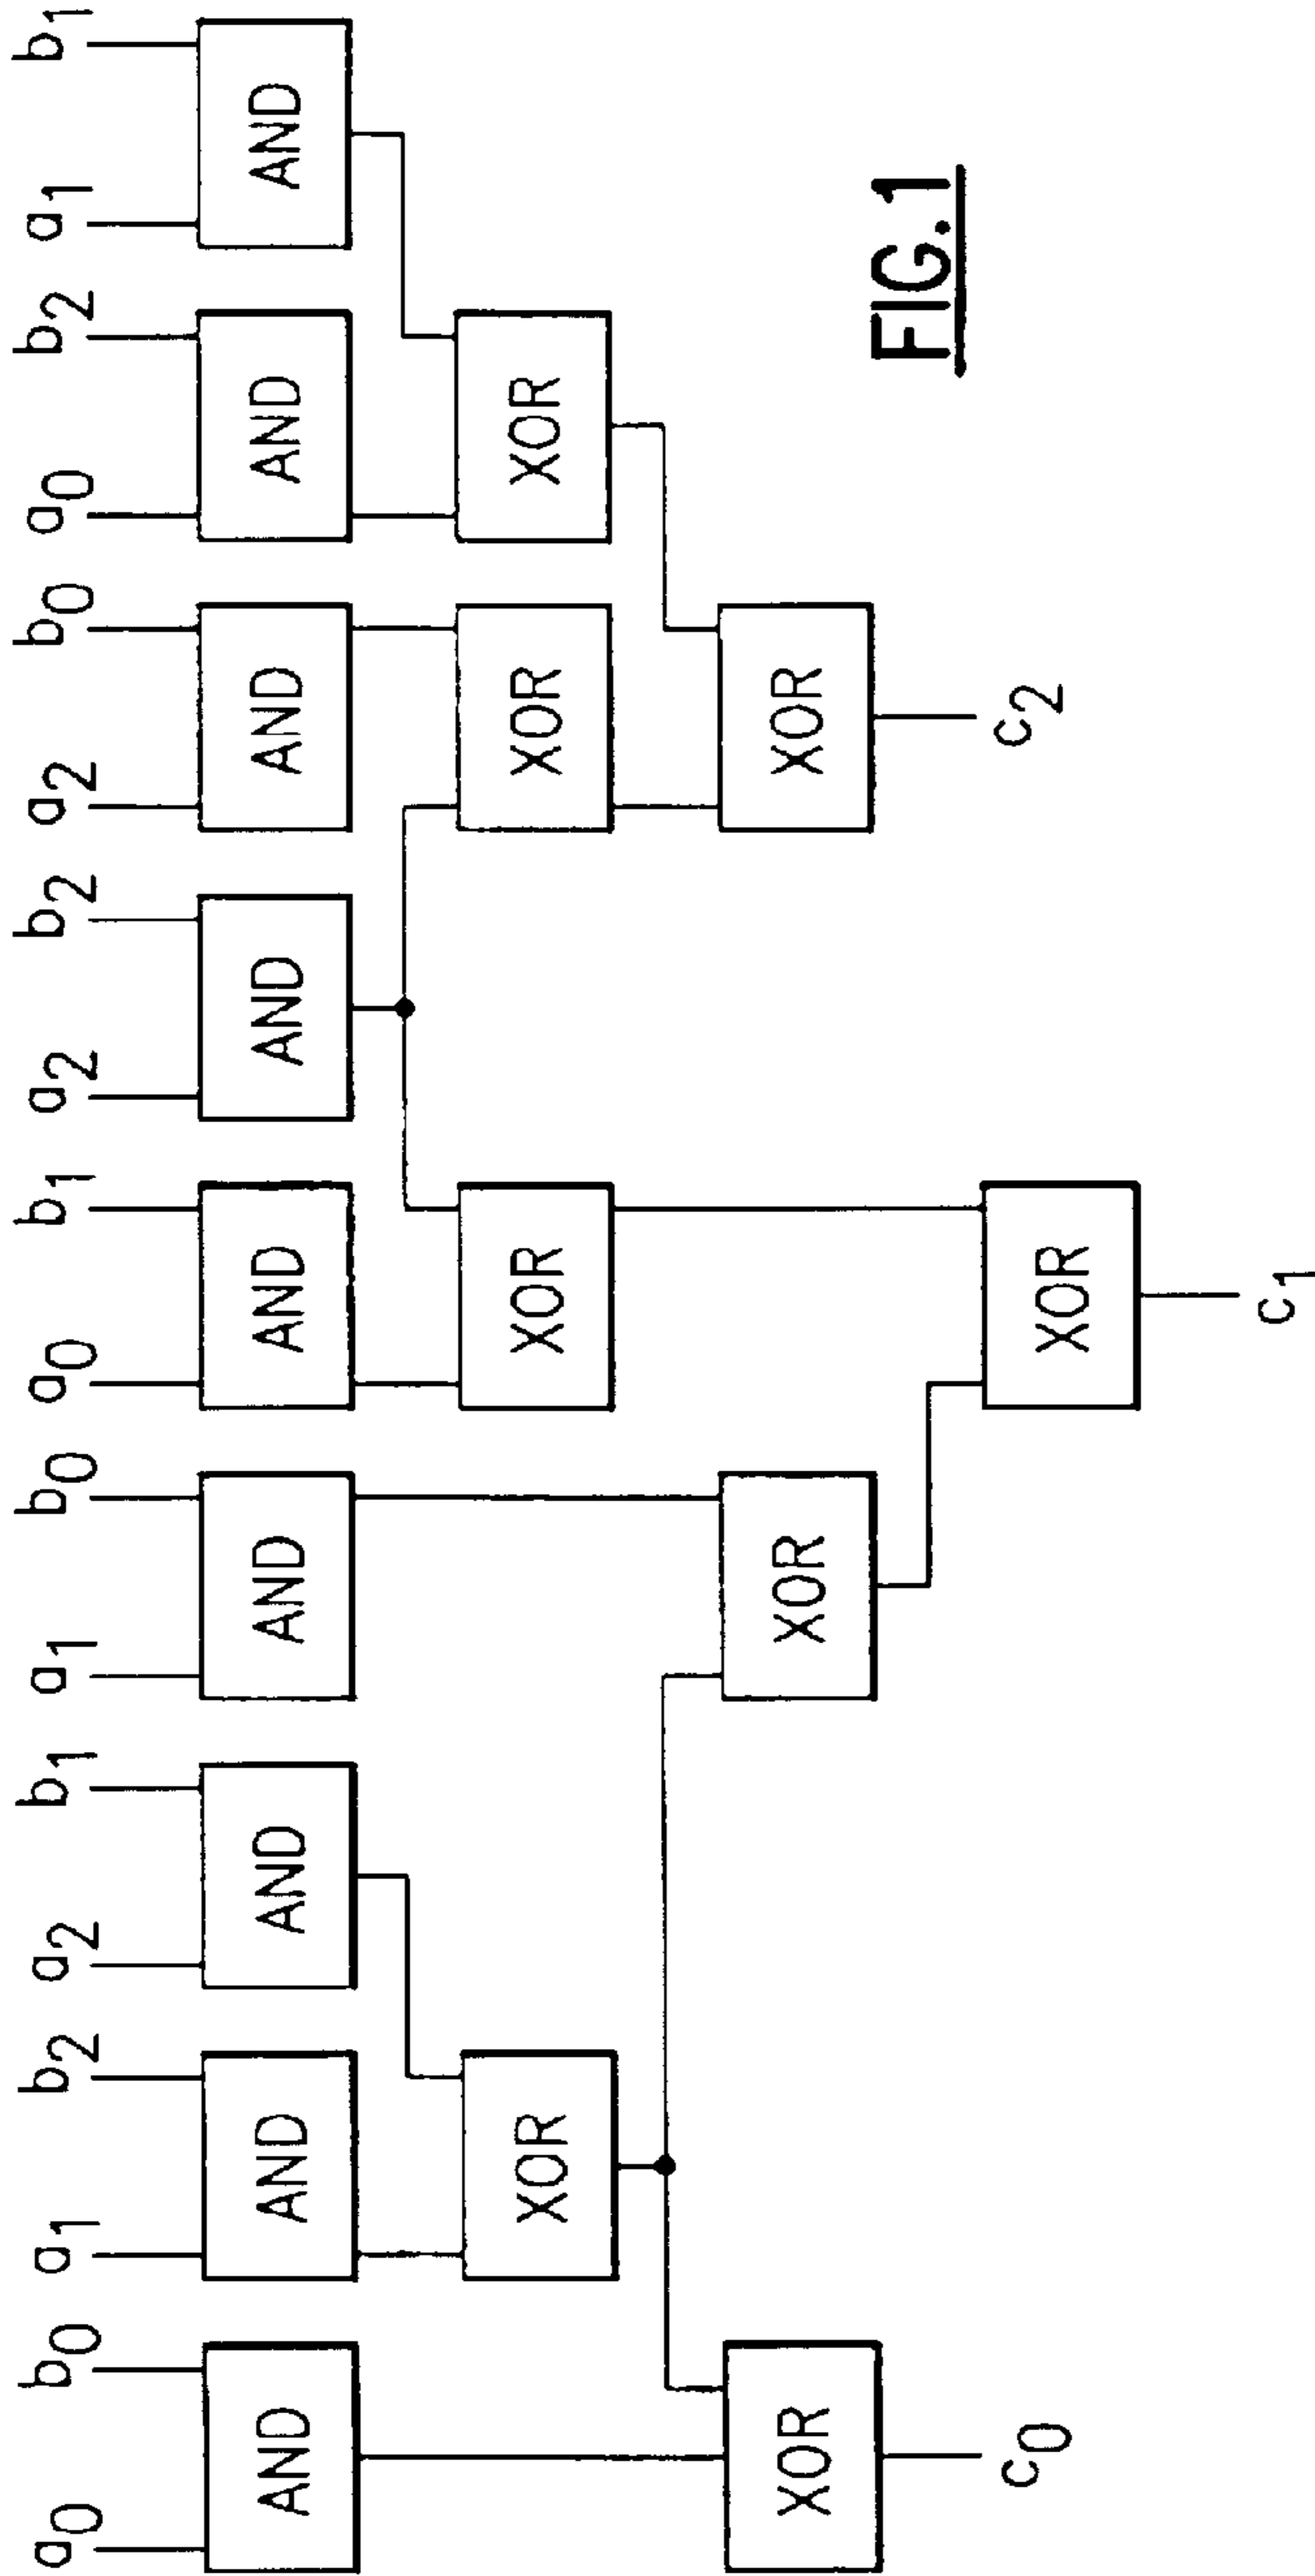 a0 b0 a1 b2 a2 b1 a1 b0 a0 b1 a2 b2 a2 b0 a0 b2 a1 b1
AND AND AND AND AND AND AND AND AND
XOR XOR XOR XOR
XOR XOR XOR
XOR
c0 c2
c1
FIG.1